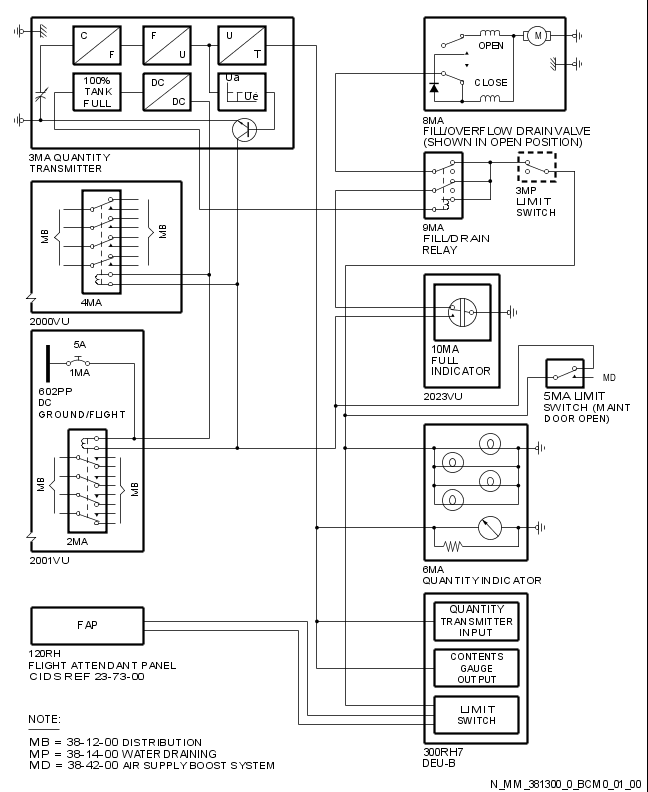 C
F
F
U
U
T
100%
TANK
FULL
DC
DC
Ua
Ue
3MA QUANTITY
TRANSMITTER
OPEN
M
CLOSE
8MA
FILL/OVERFLOW DRAIN VALVE
(SHOWN IN OPEN POSITION)
MB
MB
4MA
2000VU
9MA
FILL/DRAIN
RELAY
3MP
LIMIT
SWITCH
5A
1MA
602PP
DC
GROUND/FLIGHT
MB
MB
2MA
2001VU
10MA
FULL
INDICATOR
2023VU
MD
5MA LIMIT
SWITCH (MAINT
DOOR OPEN)
6MA
QUANTITY INDICATOR
FAP
120RH
FLIGHT ATTENDANT PANEL
CIDS REF 23-73-00
QUANTITY
TRANSMITTER
INPUT
CONTENTS
GAUGE
OUTPUT
LIMIT
SWITCH
300RH7
DEU-B
NOTE:
MB = 38-12-00 DISTRIBUTION
MP = 38-14-00 WATER DRAINING
MD = 38-42-00 AIR SUPPLY BOOST SYSTEM
N_MM_381300_0_BCM0_01_00